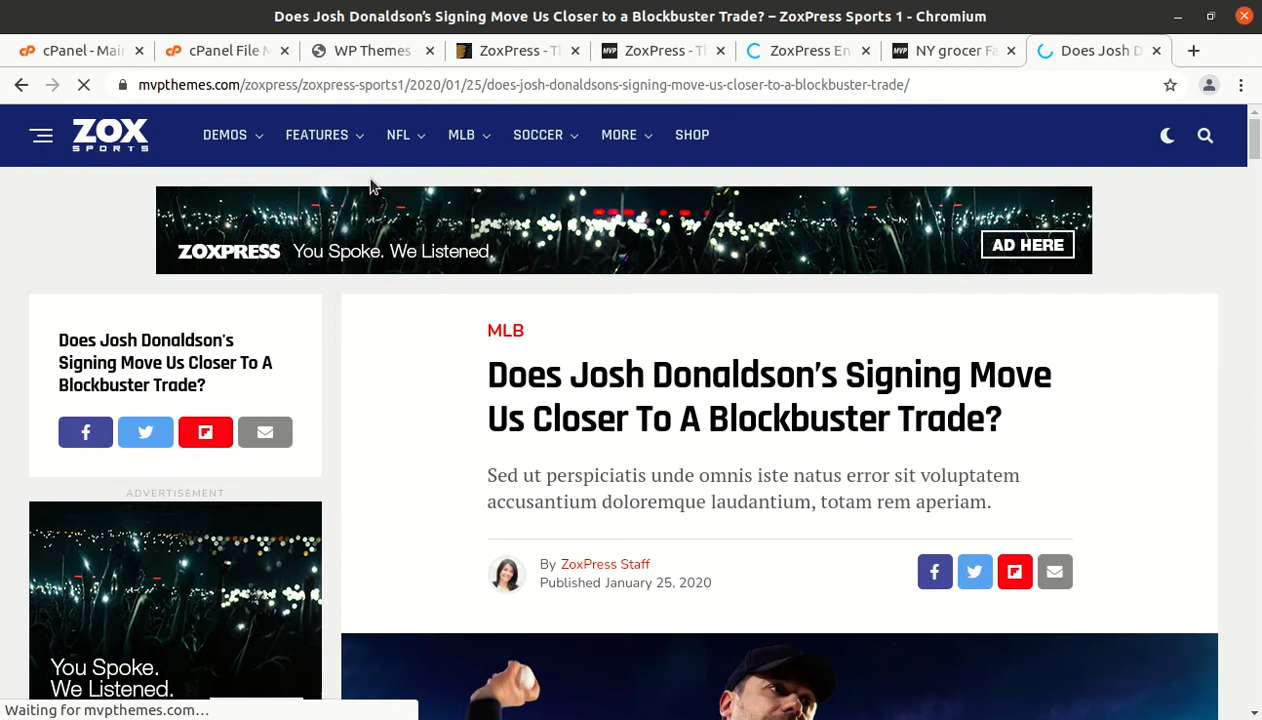 Does Josh Donaldson's Signing Move Us Closer to a Blockbuster Trade? – ZoxPress Sports 1 - Chromium
cPanel - Main
cPanel File M
WP Themes
ZoxPress - Th
ZoxPress - Th
ZoxPress En
NY grocer Fa
Does Josh D
mvpthemes.com/zoxpress/zoxpress-sports1/2020/01/25/does-josh-donaldsons-signing-move-us-closer-to-a-blockbuster-trade/
ZOX
SPORTS
DEMOS
FEATURES
NFL
MLB
SOCCER
MORE
SHOP
ZOXPRESS You Spoke. We Listened.
AD HERE
Does Josh Donaldson's
Signing Move Us Closer To A
Blockbuster Trade?
ADVERTISEMENT
You Spoke.
We Listened.
MLB
Does Josh Donaldson's Signing Move
Us Closer To A Blockbuster Trade?
Sed ut perspiciatis unde omnis iste natus error sit voluptatem
accusantium doloremque laudantium, totam rem aperiam.
By ZoxPress Staff
Published January 25, 2020
Waiting for mvpthemes.com...